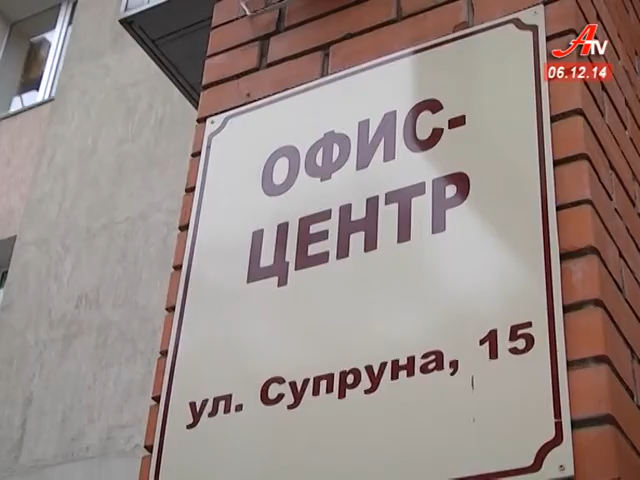 ATV
06.12.14
ОФИС-
ЦЕНТР
ул. Супруна, 15